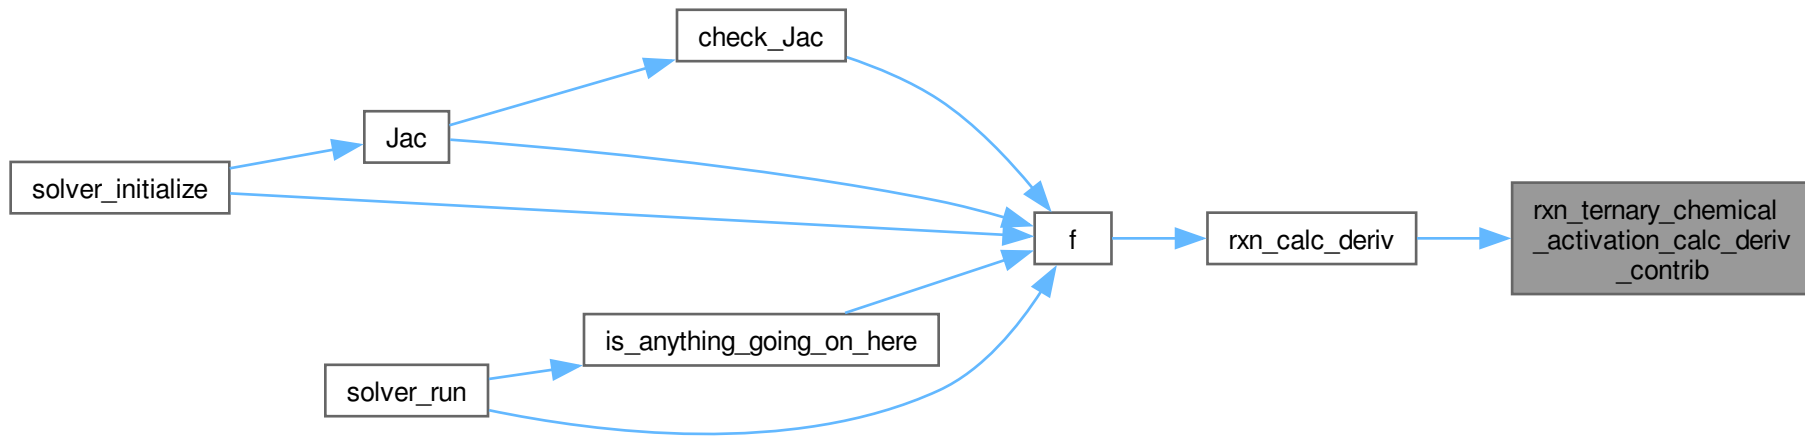 check_Jac
Jac
solver_initialize
rxn_ternary_chemical
_activation_calc_deriv
_contrib
f
rxn_calc_deriv
is_anything_going_on_here
solver_run